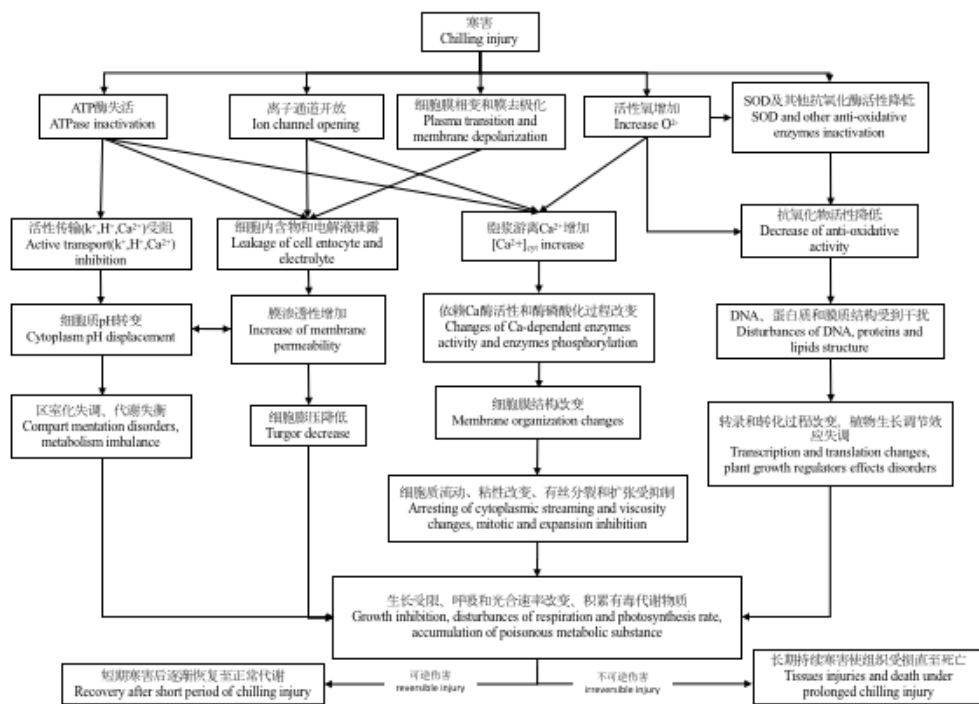 寒害
Chilling injury
ATP酶失活
ATPase inactivation
离子通道开放
Ion channel opening
细胞膜相变和膜去极化
Plasma transition and
membrane depolarization
活性氧增加
Increase O²⁻
SOD及其他抗氧化酶活性降低
SOD and other anti-oxidative
enzymes inactivation
活性传输(k⁺,H⁺,Ca²⁺)受阻
Active transport(k⁺,H⁺,Ca²⁺)
inhibition
细胞内含物和电解液泄露
Leakage of cell entocyte and
electrolyte
胞浆游离Ca²⁺增加
[Ca²⁺]cyt increase
抗氧化物活性降低
Decrease of anti-oxidative
activity
细胞质pH转变
Cytoplasm pH displacement
膜渗透性增加
Increase of membrane
permeability
依赖Ca酶活性和酶磷酸化过程改变
Changes of Ca-dependent enzymes
activity and enzymes phosphorylation
DNA、蛋白质和膜质结构受到干扰
Disturbances of DNA, proteins and
lipids structure
区室化失调、代谢失衡
Compart mentation disorders,
metabolism imbalance
细胞膨压降低
Turgor decrease
细胞膜结构改变
Membrane organization changes
转录和转化过程改变，植物生长调节效
应失调
Transcription and translation changes,
plant growth regulators effects disorders
细胞质流动、粘性改变、有丝分裂和扩张受抑制
Arresting of cytoplasmic streaming and viscosity
changes, mitotic and expansion inhibition
生长受限、呼吸和光合速率改变、积累有毒代谢物质
Growth inhibition, disturbances of respiration and photosynthesis rate,
accumulation of poisonous metabolic substance
短期寒害后逐渐恢复至正常代谢
Recovery after short period of chilling injury
可逆伤害
reversible injury
不可逆伤害
irreversible injury
长期持续寒害使组织受损直至死亡
Tissues injuries and death under
prolonged chilling injury